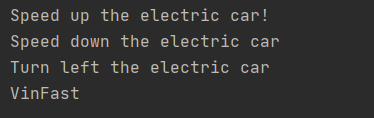 Speed up the electric car!
Speed down the electric car
Turn left the electric car
VinFast